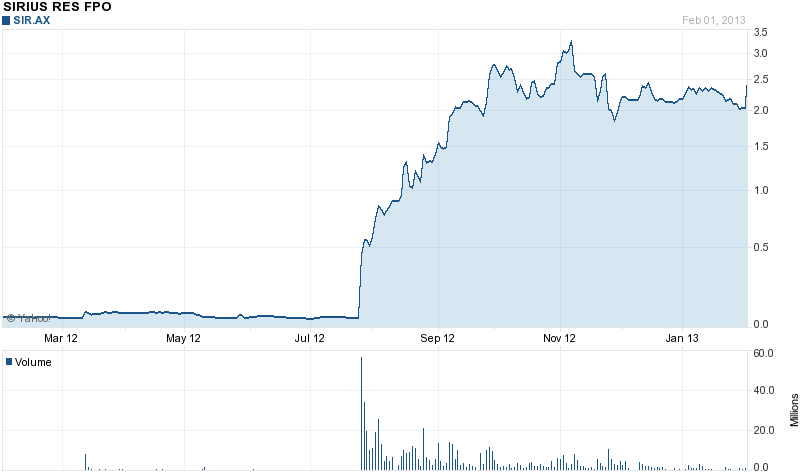 SIRIUS RES FPO
SIR.AX
Feb 01, 2013
3.5
3.0
2.5
2.0
1.5
1.0
0.5
0.0
© Yahoo!
Mar 12 May 12 Jul 12 Sep 12 Nov 12 Jan 13
Volume
60.0
40.0
20.0
0.0
Millions